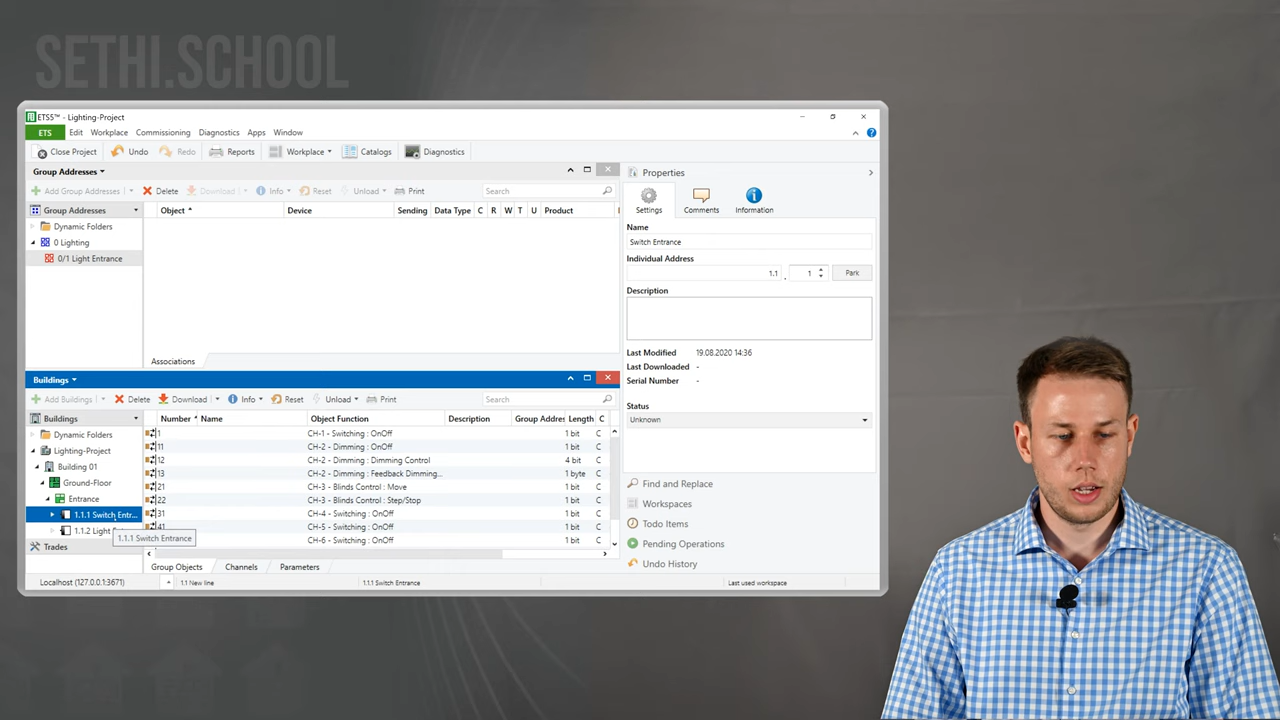 SETHI.SCHOOL
ETS5™ - Lighting-Project
ETS Edit Workplace Commissioning Diagnostics Apps Window
Close Project Undo Redo Reports Workplace Catalogs Diagnostics
Group Addresses
Add Group Addresses Delete Download Info Reset Unload Print Search
Group Addresses Object Device Sending Data Type C R W T U Product
Dynamic Folders
0 Lighting
0/1 Light Entrance
Associations
Buildings
Add Buildings Delete Download Info Reset Unload Print Search
Buildings Number Name Object Function Description Group Addres Length C
Dynamic Folders
Lighting-Project
Building 01
Ground-Floor
Entrance
1.1.1 Switch Entr...
1.1.2 Light
1.1.1 Switch Entrance
Trades
1 CH-1 - Switching : OnOff 1 bit C
11 CH-2 - Dimming : OnOff 1 bit C
12 CH-2 - Dimming : Dimming Control 4 bit C
13 CH-2 - Dimming : Feedback Dimming... 1 byte C
21 CH-3 - Blinds Control : Move 1 bit C
22 CH-3 - Blinds Control : Step/Stop 1 bit C
31 CH-4 - Switching : OnOff 1 bit C
41 CH-5 - Switching : OnOff 1 bit C
CH-6 - Switching : OnOff 1 bit C
Group Objects Channels Parameters
Localhost (127.0.0.1:3671) 1.1 New line 1.1.1 Switch Entrance Last used workspace
Properties
Settings Comments Information
Name
Switch Entrance
Individual Address
1.1 . 1 Park
Description
Last Modified 19.08.2020 14:36
Last Downloaded -
Serial Number -
Status
Unknown
Find and Replace
Workspaces
Todo Items
Pending Operations
Undo History